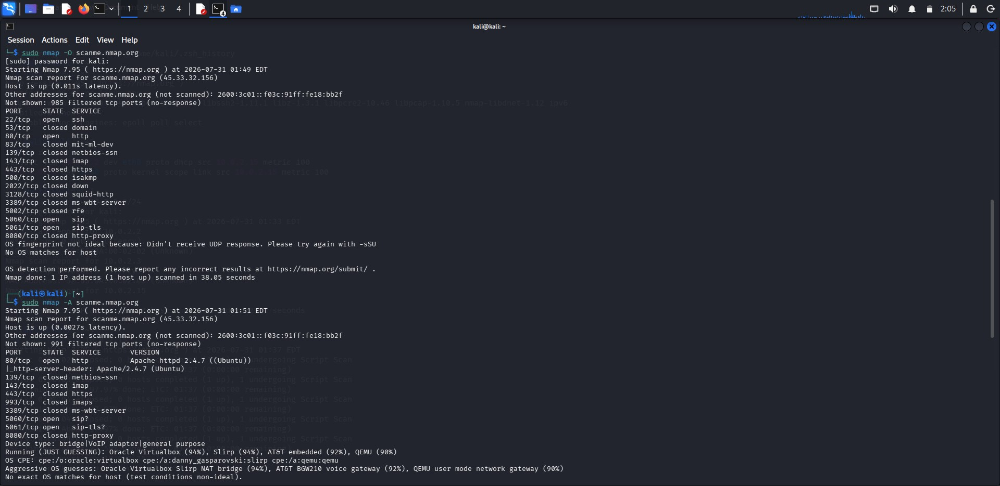 1 2 3 4
4
2:05
kali@kali: ~
Session Actions Edit View Help
└─$ sudo nmap -O scanme.nmap.org
[sudo] password for kali:
Starting Nmap 7.95 ( https://nmap.org ) at 2026-07-31 01:49 EDT
Nmap scan report for scanme.nmap.org (45.33.32.156)
Host is up (0.011s latency).
Other addresses for scanme.nmap.org (not scanned): 2600:3c01::f03c:91ff:fe18:bb2f
Not shown: 985 filtered tcp ports (no-response)
PORT     STATE  SERVICE
22/tcp   open   ssh
53/tcp   closed domain
80/tcp   open   http
83/tcp   closed mit-ml-dev
139/tcp  closed netbios-ssn
143/tcp  closed imap
443/tcp  closed https
500/tcp  closed isakmp
2022/tcp closed down
3128/tcp closed squid-http
3389/tcp closed ms-wbt-server
5002/tcp closed rfe
5060/tcp open   sip
5061/tcp open   sip-tls
8080/tcp closed http-proxy
OS fingerprint not ideal because: Didn't receive UDP response. Please try again with -sSU
No OS matches for host
OS detection performed. Please report any incorrect results at https://nmap.org/submit/ .
Nmap done: 1 IP address (1 host up) scanned in 38.05 seconds
┌──(kali㉿kali)-[~]
└─$ sudo nmap -A scanme.nmap.org
Starting Nmap 7.95 ( https://nmap.org ) at 2026-07-31 01:51 EDT
Nmap scan report for scanme.nmap.org (45.33.32.156)
Host is up (0.0027s latency).
Other addresses for scanme.nmap.org (not scanned): 2600:3c01::f03c:91ff:fe18:bb2f
Not shown: 991 filtered tcp ports (no-response)
PORT     STATE  SERVICE       VERSION
80/tcp   open   http          Apache httpd 2.4.7 ((Ubuntu))
|_http-server-header: Apache/2.4.7 (Ubuntu)
139/tcp  closed netbios-ssn
143/tcp  closed imap
443/tcp  closed https
993/tcp  closed imaps
3389/tcp closed ms-wbt-server
5060/tcp open   sip?
5061/tcp open   sip-tls?
8080/tcp closed http-proxy
Device type: bridge|VoIP adapter|general purpose
Running (JUST GUESSING): Oracle Virtualbox (94%), Slirp (94%), AT&T embedded (92%), QEMU (90%)
OS CPE: cpe:/o:oracle:virtualbox cpe:/a:danny_gasparovski:slirp cpe:/a:qemu:qemu
Aggressive OS guesses: Oracle Virtualbox Slirp NAT bridge (94%), AT&T BGW210 voice gateway (92%), QEMU user mode network gateway (90%)
No exact OS matches for host (test conditions non-ideal).